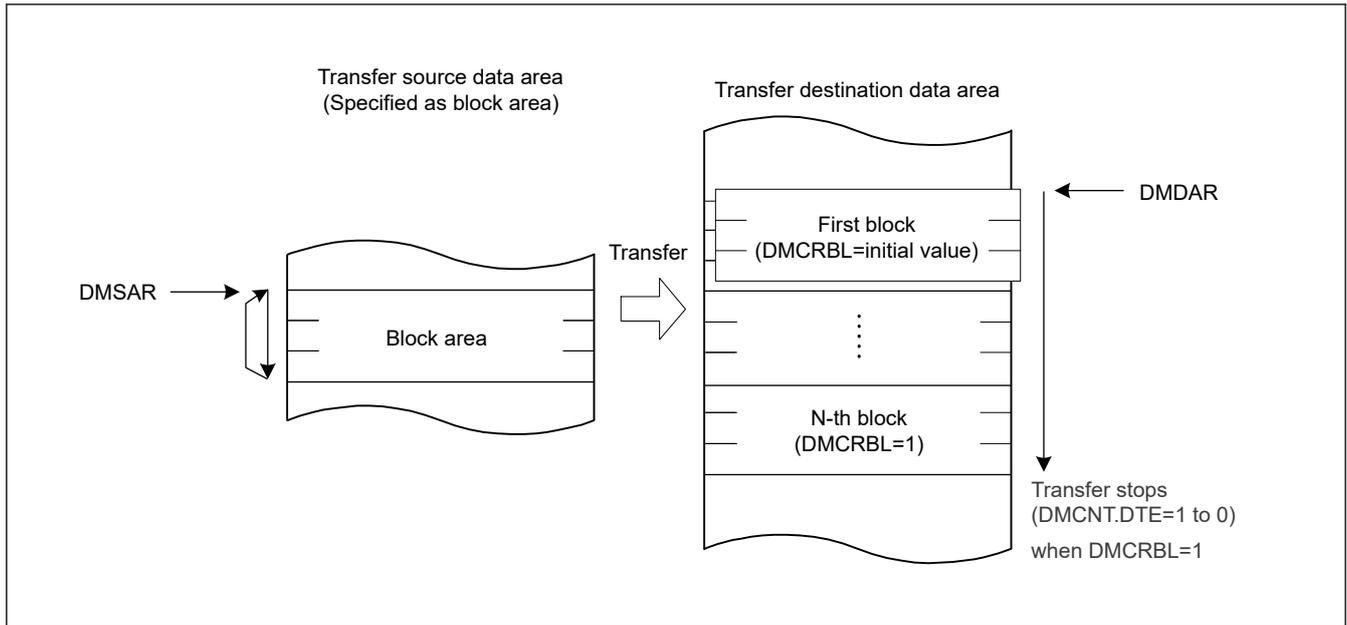 Transfer source data area
(Specified as block area)
Transfer destination data area
DMDAR
First block
(DMCRBL=initial value)
Transfer
DMSAR
Block area
N-th block
(DMCRBL=1)
Transfer stops
(DMCNT.DTE=1 to 0)
when DMCRBL=1